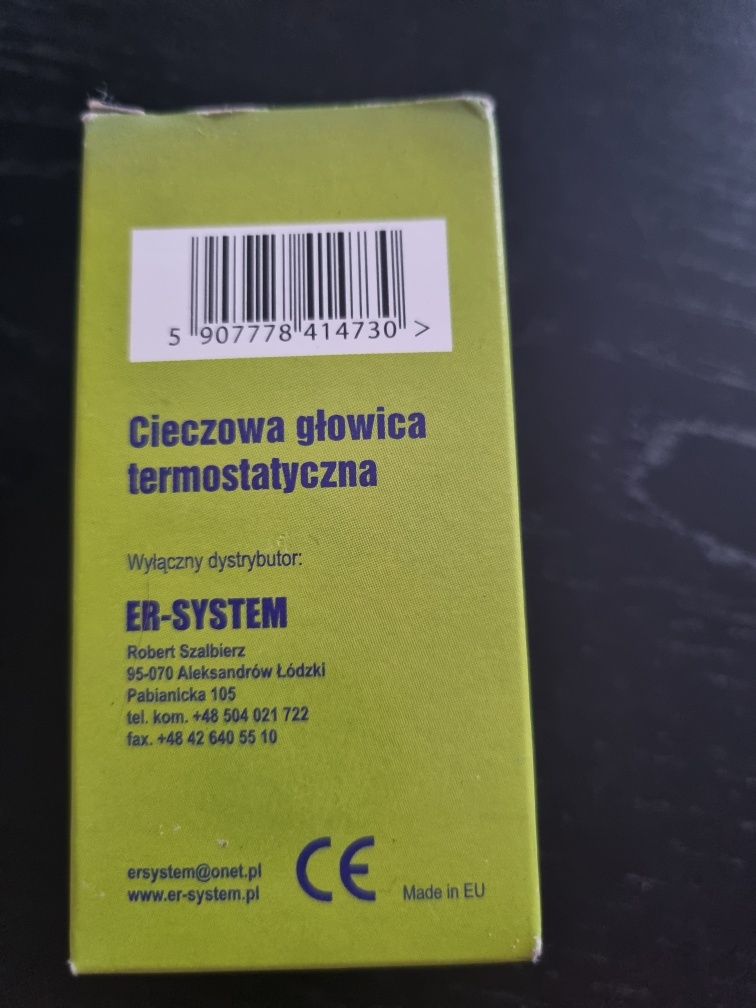 5 907778 414730 >
Cieczowa głowica
termostatyczna
Wyłączny dystrybutor:
ER-SYSTEM
Robert Szalbierz
95-070 Aleksandrów Łódzki
Pabianicka 105
tel. kom. +48 504 021 722
fax. +48 42 640 55 10
ersystem@onet.pl
www.er-system.pl
CE
Made in EU